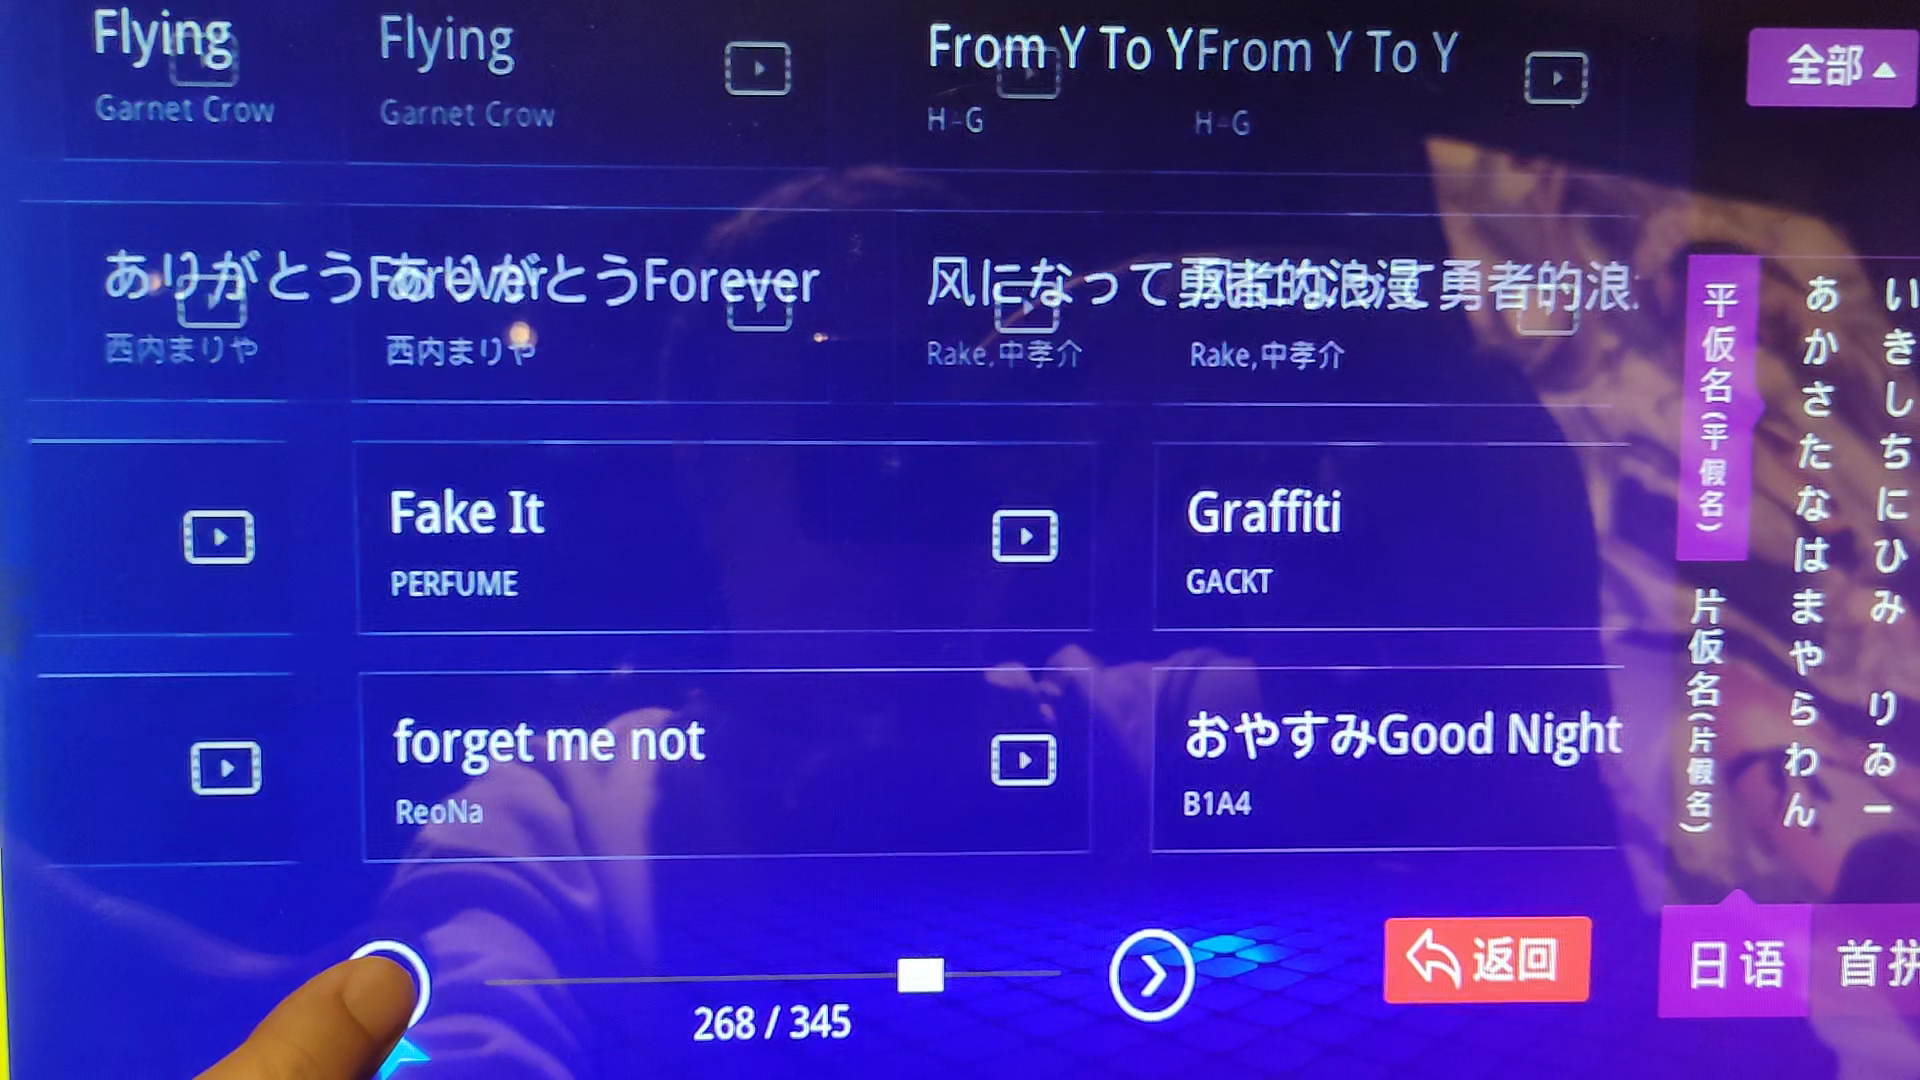 Flying
Garnet Crow
Flying
Garnet Crow
From Y To Y
H-G
From Y To Y
H-G
全部
ありがとうForever
西内まりや
ありがとうForever
西内まりや
风になって勇者的浪漫
Rake,中孝介
て勇者的浪
Rake,中孝介
Fake It
PERFUME
Graffiti
GACKT
forget me not
ReoNa
おやすみGood Night
B1A4
平仮名(平假名)
片仮名(片假名)
あかさたなはまやらわん
いきしちにひみ りゐー
268 / 345
返回
日语
首拼